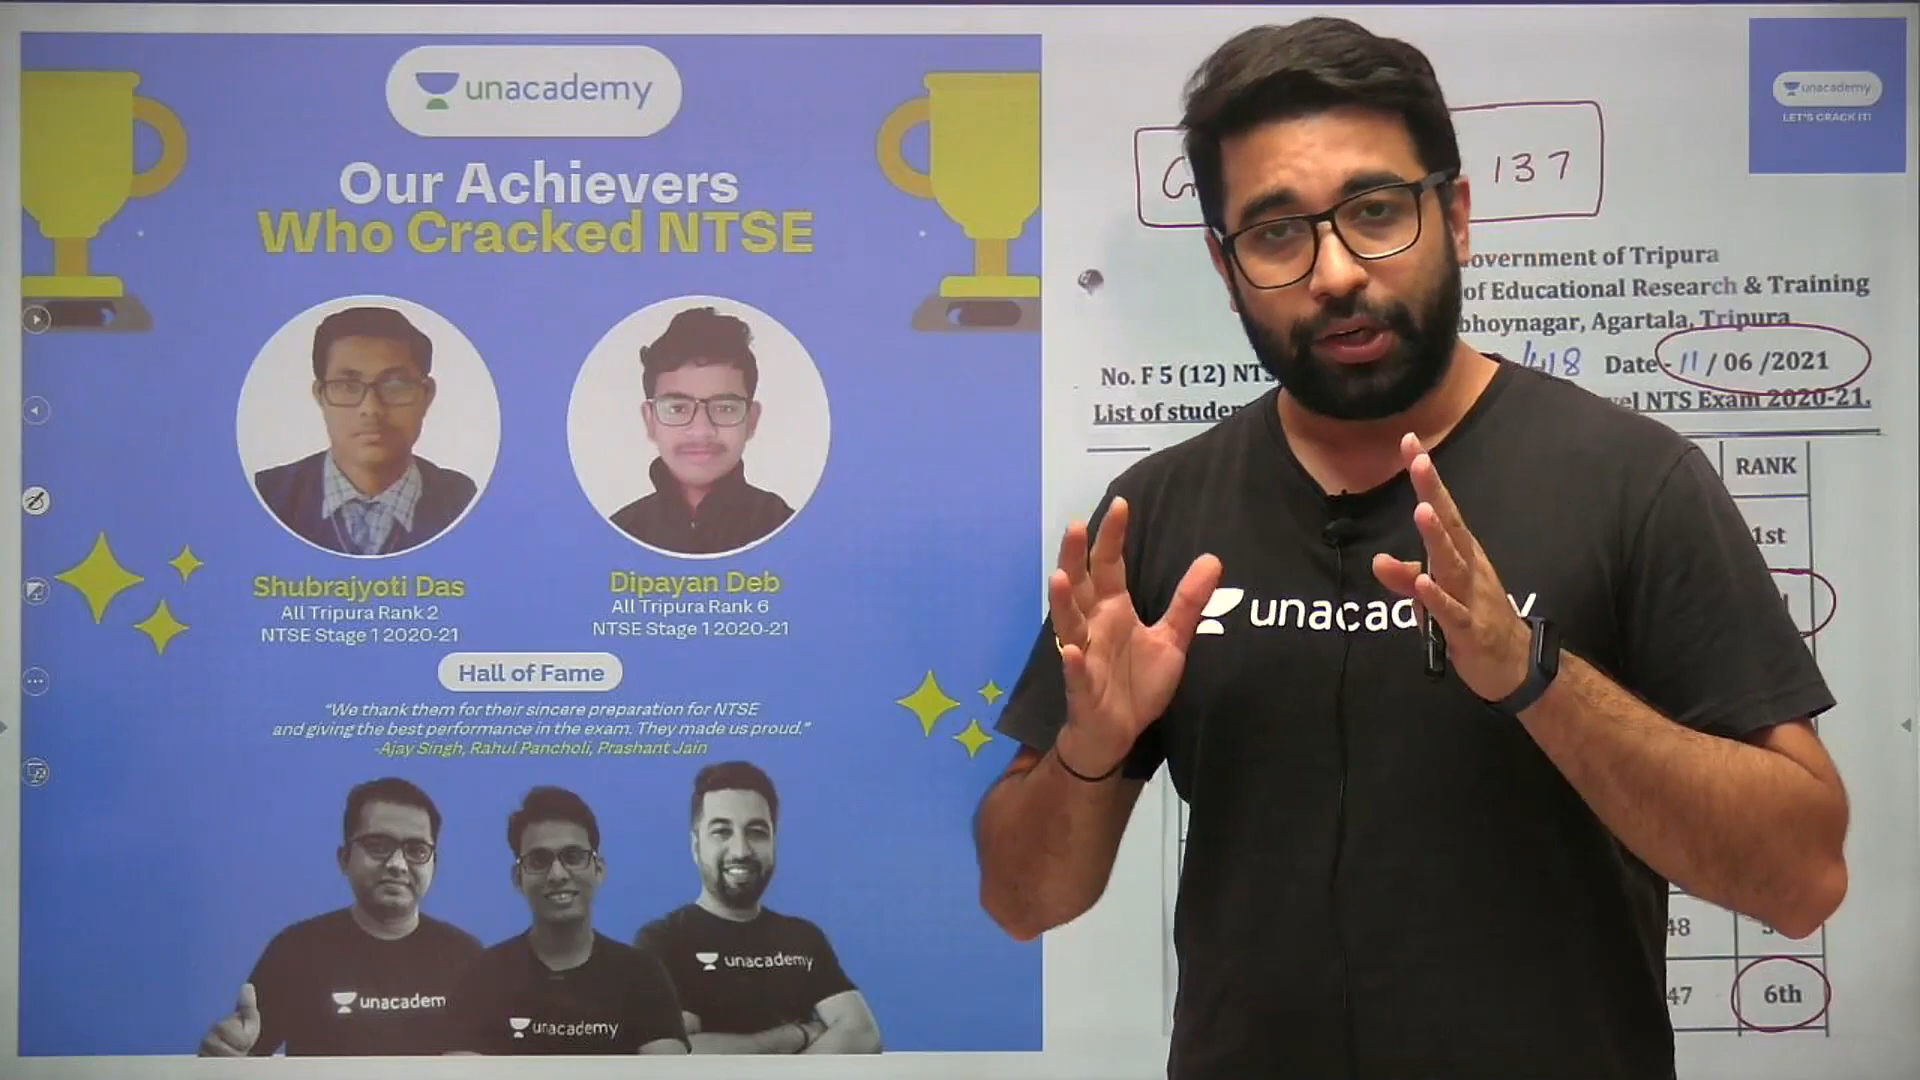 unacademy
Our Achievers
Who Cracked NTSE
Shubrajyoti Das
All Tripura Rank 2
NTSE Stage 1 2020-21
Dipayan Deb
All Tripura Rank 6
NTSE Stage 1 2020-21
Hall of Fame
“We thank them for their sincere preparation for NTSE
and giving the best performance in the exam. They made us proud.”
-Ajay Singh, Rahul Pancholi, Prashant Jain
unacadem
unacademy
unacademy
unacademy
LET'S CRACK IT!
137
overnment of Tripura
of Educational Research & Training
bhoynagar, Agartala, Tripura
No. F 5 (12) NTS
418 Date - 11 / 06 /2021
List of studen
el NTS Exam 2020-21.
RANK
1st
48
47 6th
unacad y